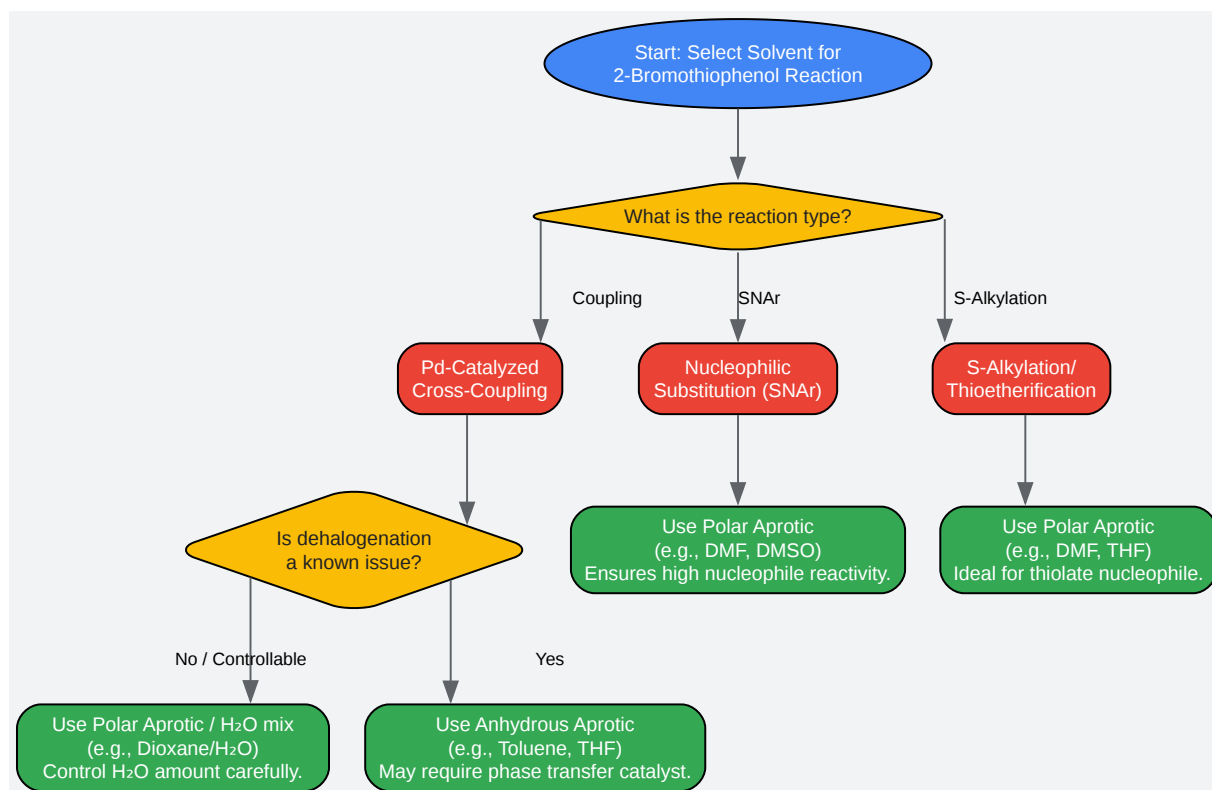 Start: Select Solvent for
2-Bromothiophenol Reaction
What is the reaction type?
Coupling
SNAr
S-Alkylation
Pd-Catalyzed
Cross-Coupling
Nucleophilic
Substitution (SNAr)
S-Alkylation/
Thioetherification
Is dehalogenation
a known issue?
Use Polar Aprotic
(e.g., DMF, DMSO)
Ensures high nucleophile reactivity.
Use Polar Aprotic
(e.g., DMF, THF)
Ideal for thiolate nucleophile.
No / Controllable
Yes
Use Polar Aprotic / H₂O mix
(e.g., Dioxane/H₂O)
Control H₂O amount carefully.
Use Anhydrous Aprotic
(e.g., Toluene, THF)
May require phase transfer catalyst.